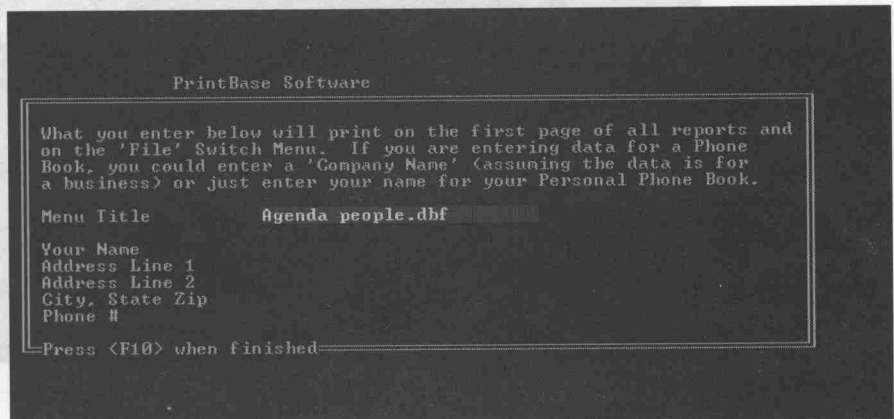 PrintBase Software
What you enter below will print on the first page of all reports and
on the 'File' Switch Menu. If you are entering data for a Phone
Book, you could enter a 'Company Name' (assuming the data is for
a business) or just enter your name for your Personal Phone Book.
Menu Title Agenda people.dbf
Your Name
Address Line 1
Address Line 2
City, State Zip
Phone #
Press <F10> when finished